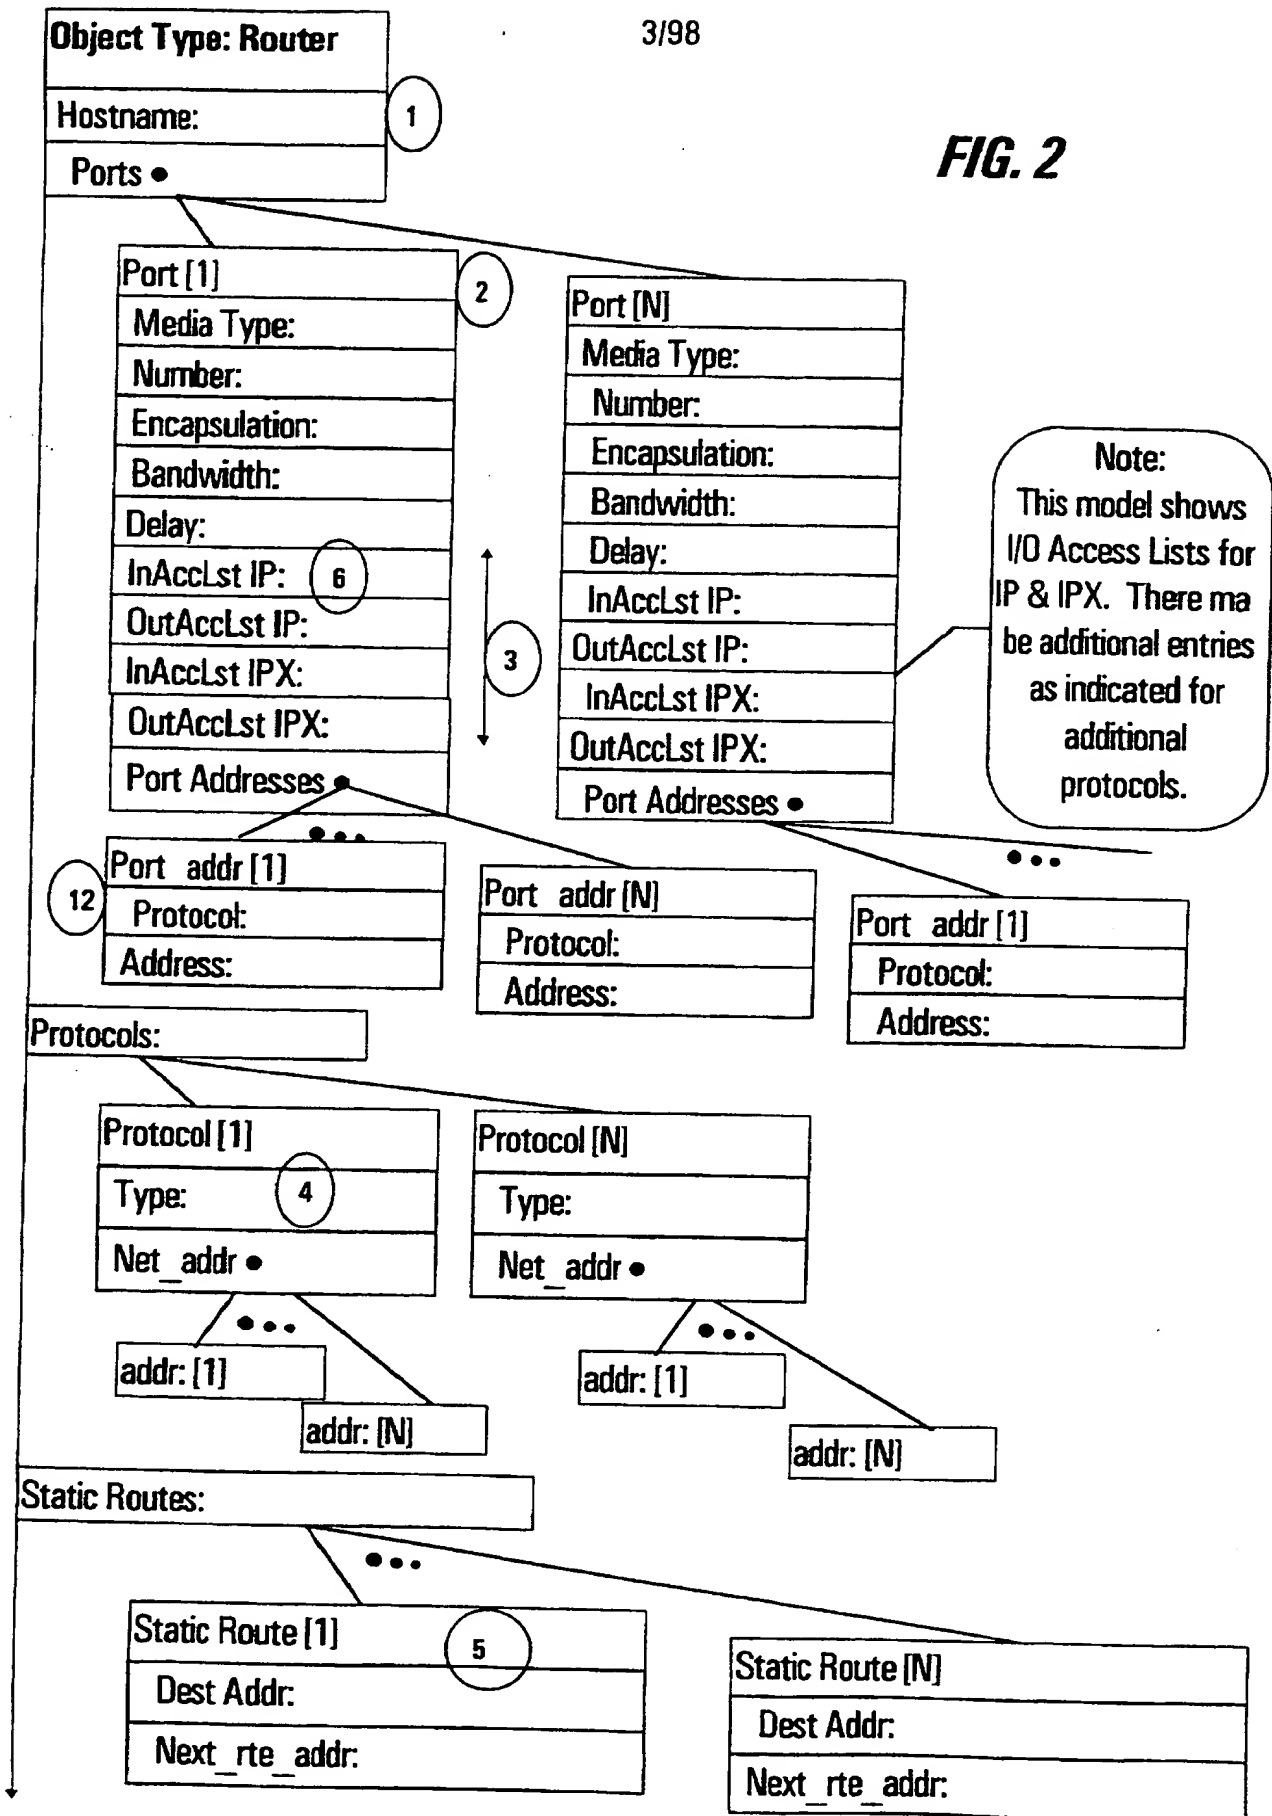 3/98
FIG. 2
Object Type: Router
Hostname:
1
Ports •
Port [1]
2
Media Type:
Number:
Encapsulation:
Bandwidth:
Delay:
InAccLst IP:
6
OutAccLst IP:
InAccLst IPX:
OutAccLst IPX:
Port Addresses •
3
Port [N]
Media Type:
Number:
Encapsulation:
Bandwidth:
Delay:
InAccLst IP:
OutAccLst IP:
InAccLst IPX:
OutAccLst IPX:
Port Addresses •
Note:
This model shows
I/O Access Lists for
IP & IPX. There ma
be additional entries
as indicated for
additional
protocols.
•••
•••
12
Port addr [1]
Protocol:
Address:
Port addr [N]
Protocol:
Address:
Port addr [1]
Protocol:
Address:
Protocols:
Protocol [1]
Type:
4
Net_addr •
Protocol [N]
Type:
Net_addr •
•••
addr: [1]
addr: [N]
•••
addr: [1]
addr: [N]
Static Routes:
•••
Static Route [1]
5
Dest Addr:
Next_rte_addr:
Static Route [N]
Dest Addr:
Next_rte_addr: